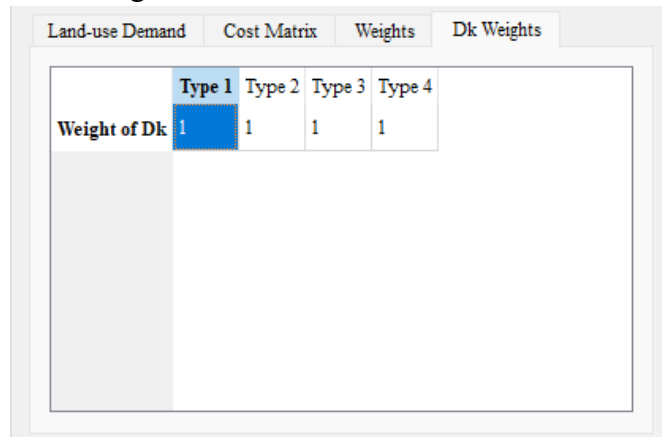 Land-use Demand Cost Matrix Weights Dk Weights
Type 1 Type 2 Type 3 Type 4
Weight of Dk 1 1 1 1